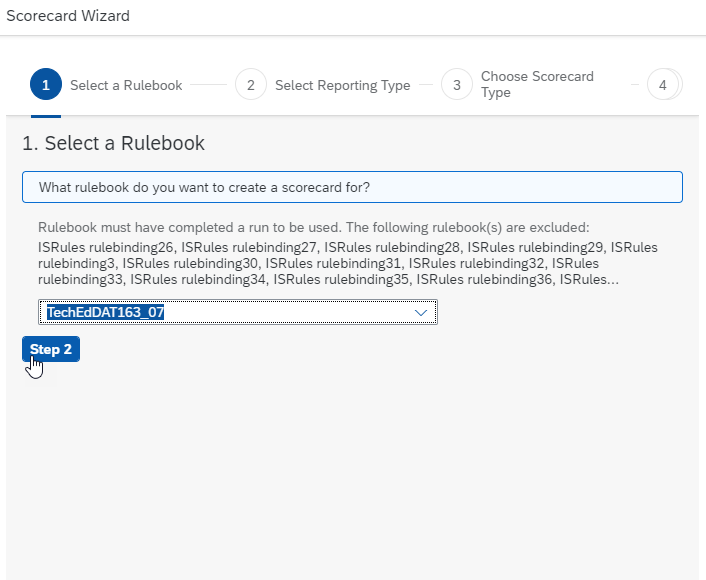 Scorecard Wizard
1 Select a Rulebook 2 Select Reporting Type 3 Choose Scorecard Type 4
1. Select a Rulebook
What rulebook do you want to create a scorecard for?
Rulebook must have completed a run to be used. The following rulebook(s) are excluded:
ISRules rulebinding26, ISRules rulebinding27, ISRules rulebinding28, ISRules rulebinding29, ISRules
rulebinding3, ISRules rulebinding30, ISRules rulebinding31, ISRules rulebinding32, ISRules
rulebinding33, ISRules rulebinding34, ISRules rulebinding35, ISRules rulebinding36, ISRules...
TechEdDAT163_07
Step 2